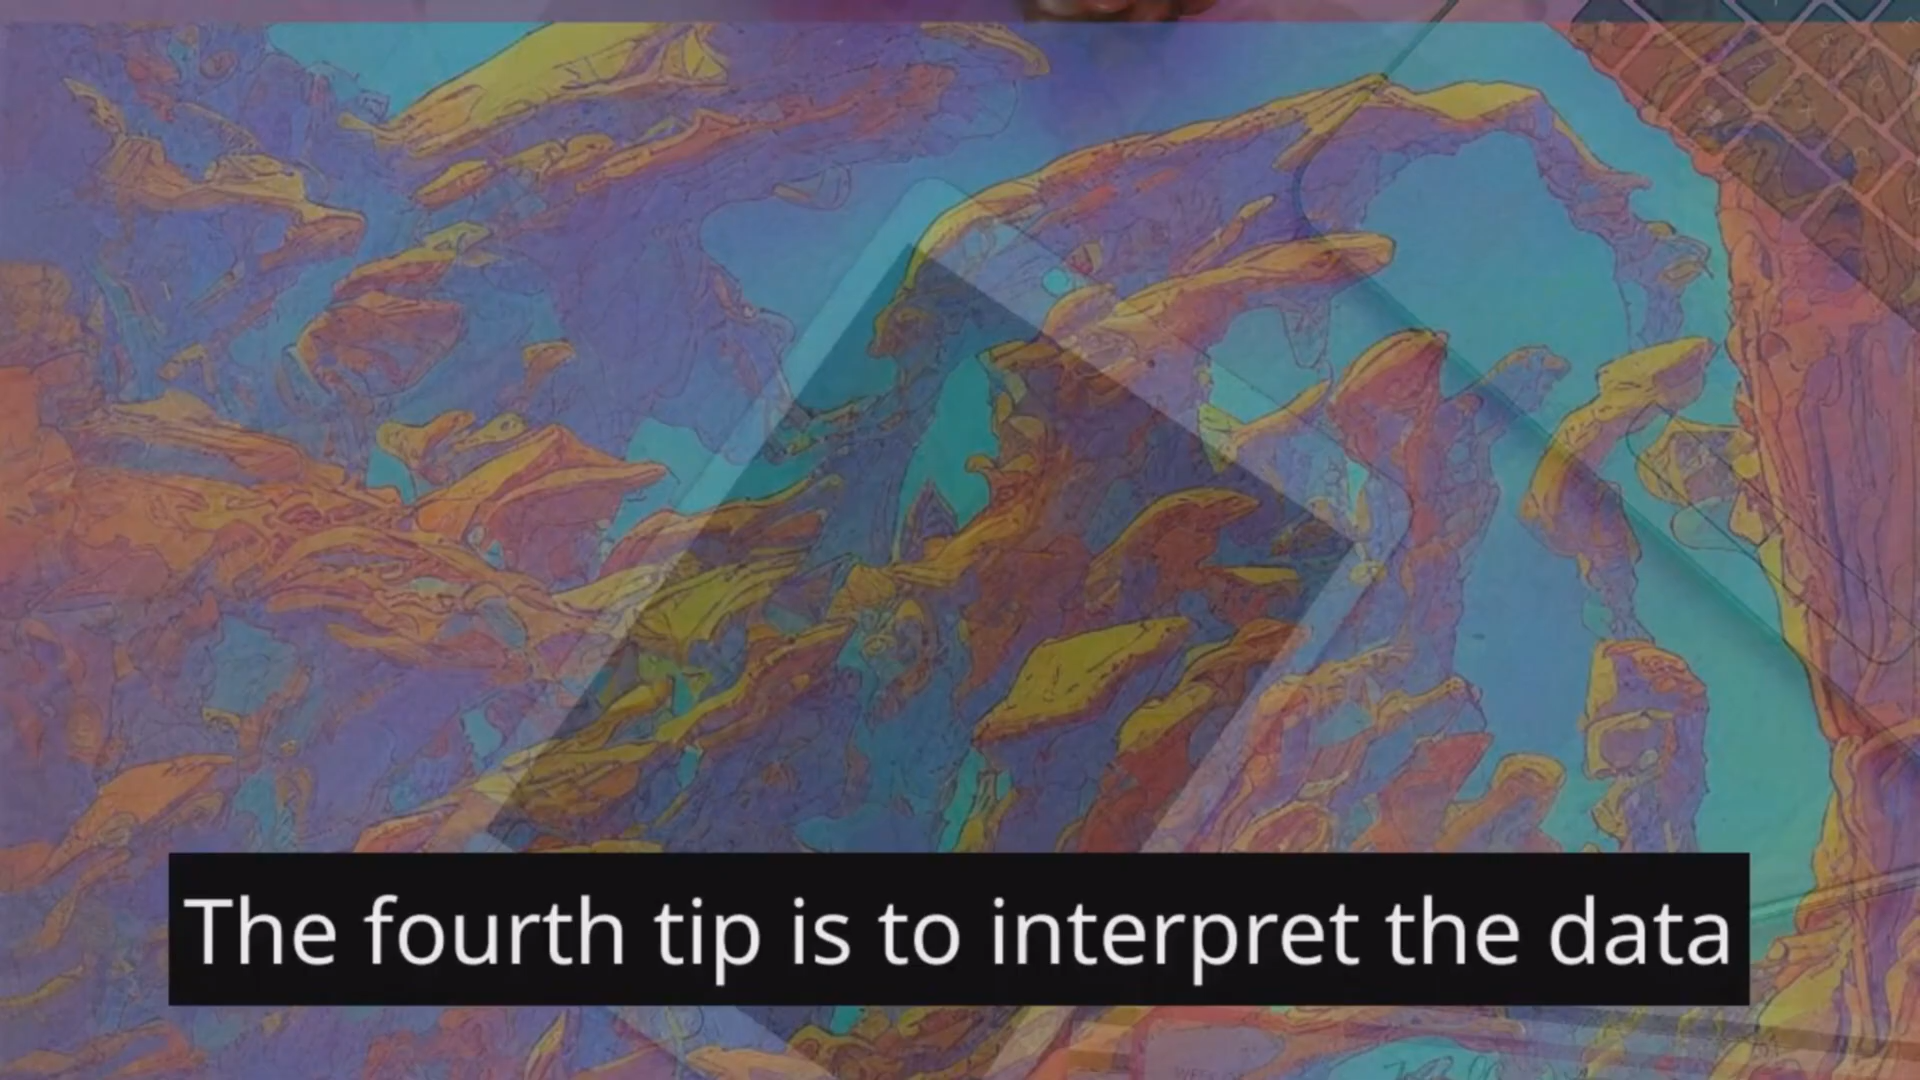 The fourth tip is to interpret the data